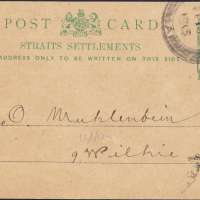 POST CARD
STRAITS SETTLEMENTS
ADDRESS ONLY TO BE WRITTEN ON THIS SIDE
O. Muhlenbein
9 Wilkie